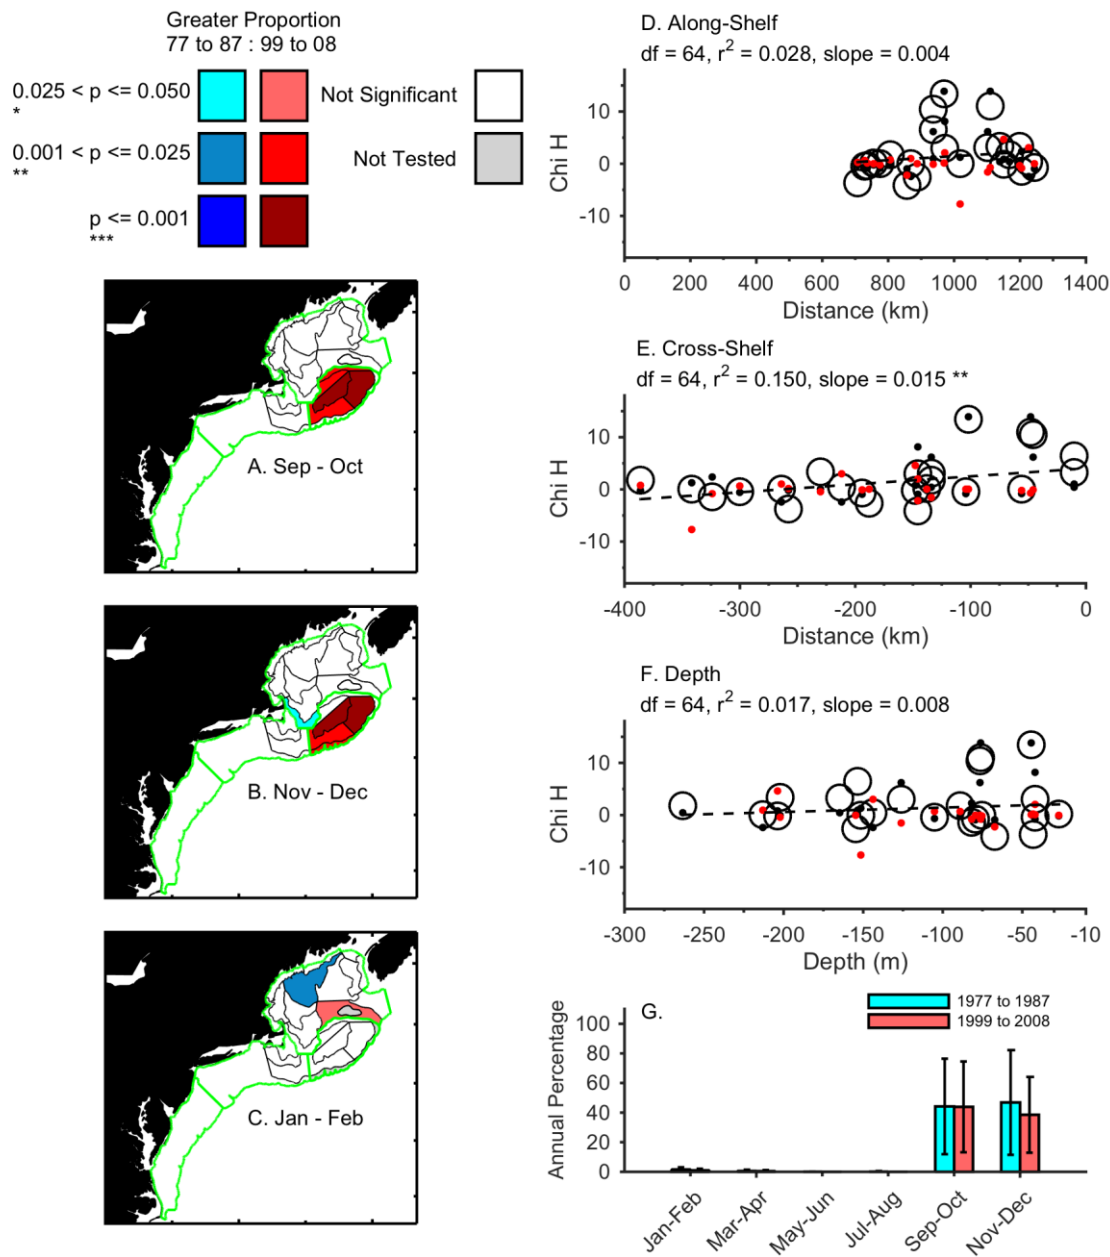 Greater Proportion
77 to 87 : 99 to 08
0.025 < p <= 0.050
*
Not Significant
0.001 < p <= 0.025
**
Not Tested
p <= 0.001
***
A. Sep - Oct
B. Nov - Dec
C. Jan - Feb
D. Along-Shelf
df = 64, r² = 0.028, slope = 0.004
Chi H
10
0
-10
0 200 400 600 800 1000 1200 1400
Distance (km)
E. Cross-Shelf
df = 64, r² = 0.150, slope = 0.015 **
Chi H
10
0
-10
-400 -300 -200 -100 0
Distance (km)
F. Depth
df = 64, r² = 0.017, slope = 0.008
Chi H
10
0
-10
-300 -250 -200 -150 -100 -50 -10
Depth (m)
G.
1977 to 1987
1999 to 2008
Annual Percentage
100
80
60
40
20
0
Jan-Feb Mar-Apr May-Jun Jul-Aug Sep-Oct Nov-Dec